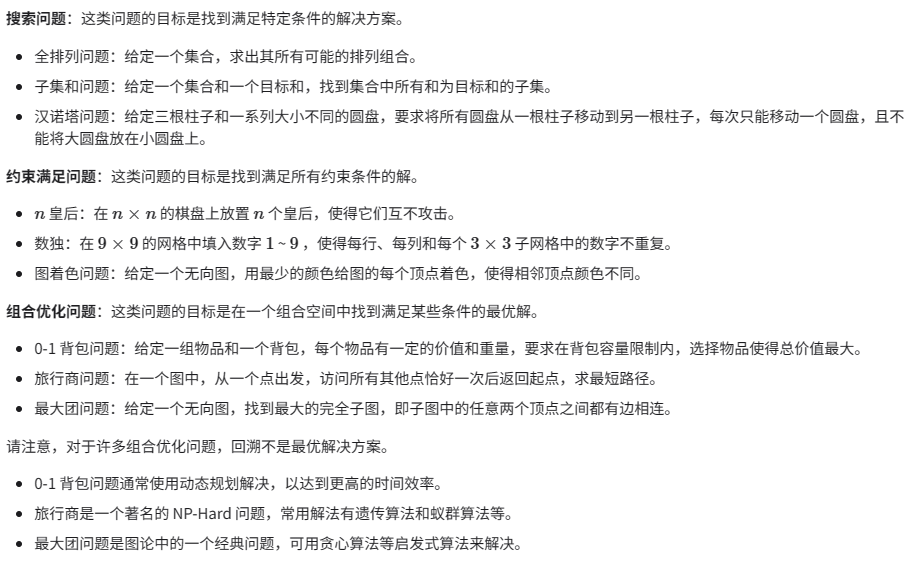 搜索问题：这类问题的目标是找到满足特定条件的解决方案。
• 全排列问题：给定一个集合，求出其所有可能的排列组合。
• 子集和问题：给定一个集合和一个目标和，找到集合中所有和为目标和的子集。
• 汉诺塔问题：给定三根柱子和一系列大小不同的圆盘，要求将所有圆盘从一根柱子移动到另一根柱子，每次只能移动一个圆盘，且不
能将大圆盘放在小圆盘上。
约束满足问题：这类问题的目标是找到满足所有约束条件的解。
• n 皇后：在 n × n 的棋盘上放置 n 个皇后，使得它们互不攻击。
• 数独：在 9 × 9 的网格中填入数字 1 ~ 9 ，使得每行、每列和每个 3 × 3 子网格中的数字不重复。
• 图着色问题：给定一个无向图，用最少的颜色给图的每个顶点着色，使得相邻顶点颜色不同。
组合优化问题：这类问题的目标是在一个组合空间中找到满足某些条件的最优解。
• 0-1 背包问题：给定一组物品和一个背包，每个物品有一定的价值和重量，要求在背包容量限制内，选择物品使得总价值最大。
• 旅行商问题：在一个图中，从一个点出发，访问所有其他点恰好一次后返回起点，求最短路径。
• 最大团问题：给定一个无向图，找到最大的完全子图，即子图中的任意两个顶点之间都有边相连。
请注意，对于许多组合优化问题，回溯不是最优解决方案。
• 0-1 背包问题通常使用动态规划解决，以达到更高的时间效率。
• 旅行商是一个著名的 NP-Hard 问题，常用解法有遗传算法和蚁群算法等。
• 最大团问题是图论中的一个经典问题，可用贪心算法等启发式算法来解决。